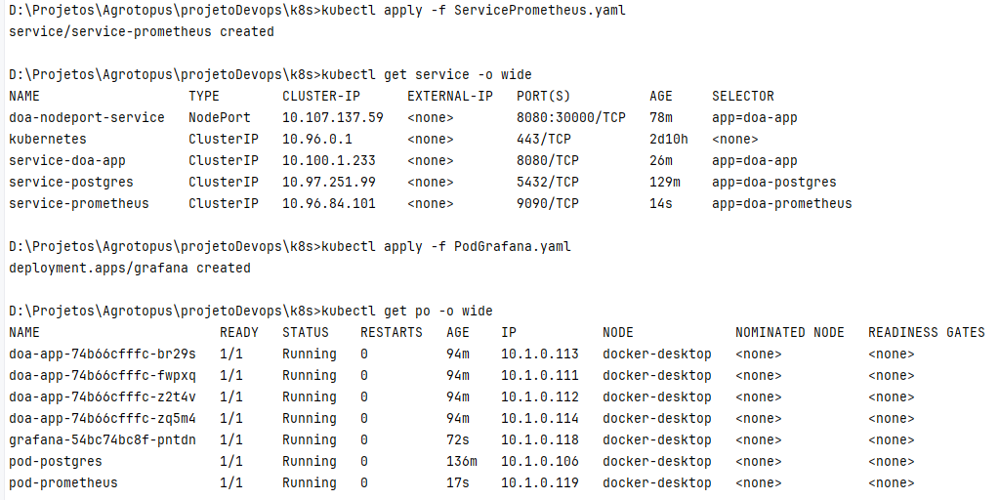 D:\Projetos\Agrotopus\projetoDevops\k8s>kubectl apply -f ServicePrometheus.yaml
service/service-prometheus created
D:\Projetos\Agrotopus\projetoDevops\k8s>kubectl get service -o wide
NAME TYPE CLUSTER-IP EXTERNAL-IP PORT(S) AGE SELECTOR
doa-nodeport-service NodePort 10.107.137.59 <none> 8080:30000/TCP 78m app=doa-app
kubernetes ClusterIP 10.96.0.1 <none> 443/TCP 2d10h <none>
service-doa-app ClusterIP 10.100.1.233 <none> 8080/TCP 26m app=doa-app
service-postgres ClusterIP 10.97.251.99 <none> 5432/TCP 129m app=doa-postgres
service-prometheus ClusterIP 10.96.84.101 <none> 9090/TCP 14s app=doa-prometheus
D:\Projetos\Agrotopus\projetoDevops\k8s>kubectl apply -f PodGrafana.yaml
deployment.apps/grafana created
D:\Projetos\Agrotopus\projetoDevops\k8s>kubectl get po -o wide
NAME READY STATUS RESTARTS AGE IP NODE NOMINATED NODE READINESS GATES
doa-app-74b66cfffc-br29s 1/1 Running 0 94m 10.1.0.113 docker-desktop <none> <none>
doa-app-74b66cfffc-fwpxq 1/1 Running 0 94m 10.1.0.111 docker-desktop <none> <none>
doa-app-74b66cfffc-z2t4v 1/1 Running 0 94m 10.1.0.112 docker-desktop <none> <none>
doa-app-74b66cfffc-zq5m4 1/1 Running 0 94m 10.1.0.114 docker-desktop <none> <none>
grafana-54bc74bc8f-pntdn 1/1 Running 0 72s 10.1.0.118 docker-desktop <none> <none>
pod-postgres 1/1 Running 0 136m 10.1.0.106 docker-desktop <none> <none>
pod-prometheus 1/1 Running 0 17s 10.1.0.119 docker-desktop <none> <none>